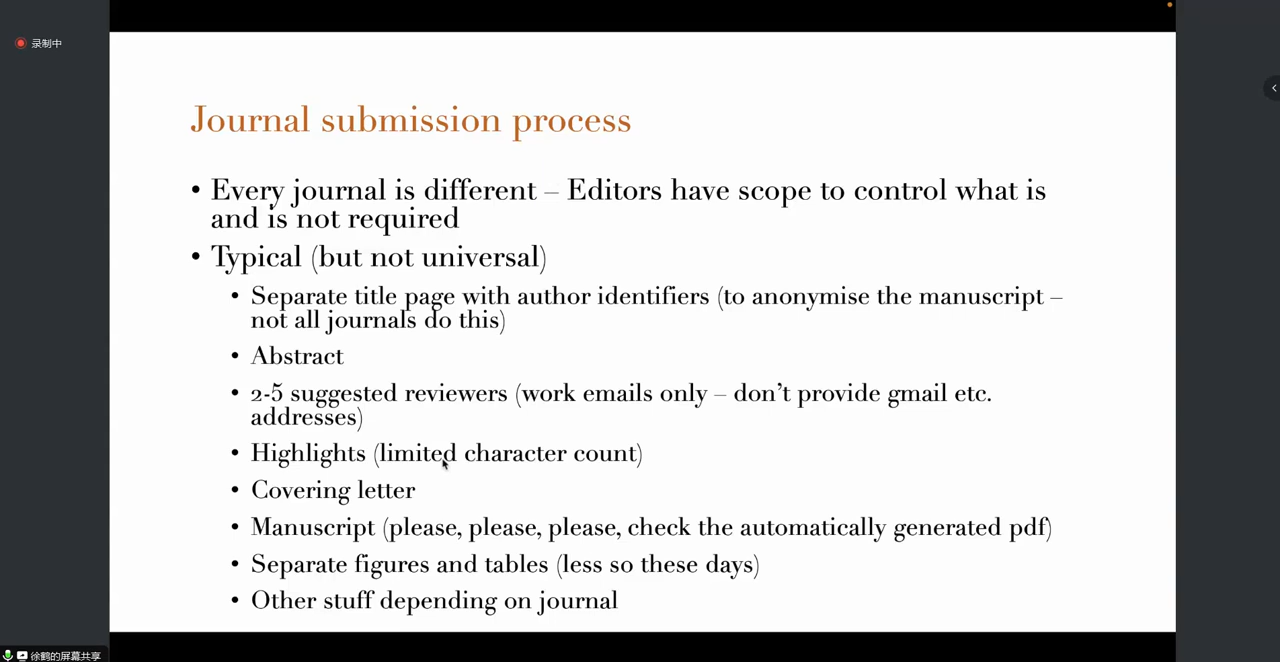 录制中
Journal submission process
• Every journal is different – Editors have scope to control what is
and is not required
• Typical (but not universal)
• Separate title page with author identifiers (to anonymise the manuscript –
not all journals do this)
• Abstract
• 2-5 suggested reviewers (work emails only – don’t provide gmail etc.
addresses)
• Highlights (limited character count)
• Covering letter
• Manuscript (please, please, please, check the automatically generated pdf)
• Separate figures and tables (less so these days)
• Other stuff depending on journal
徐鹤的屏幕共享